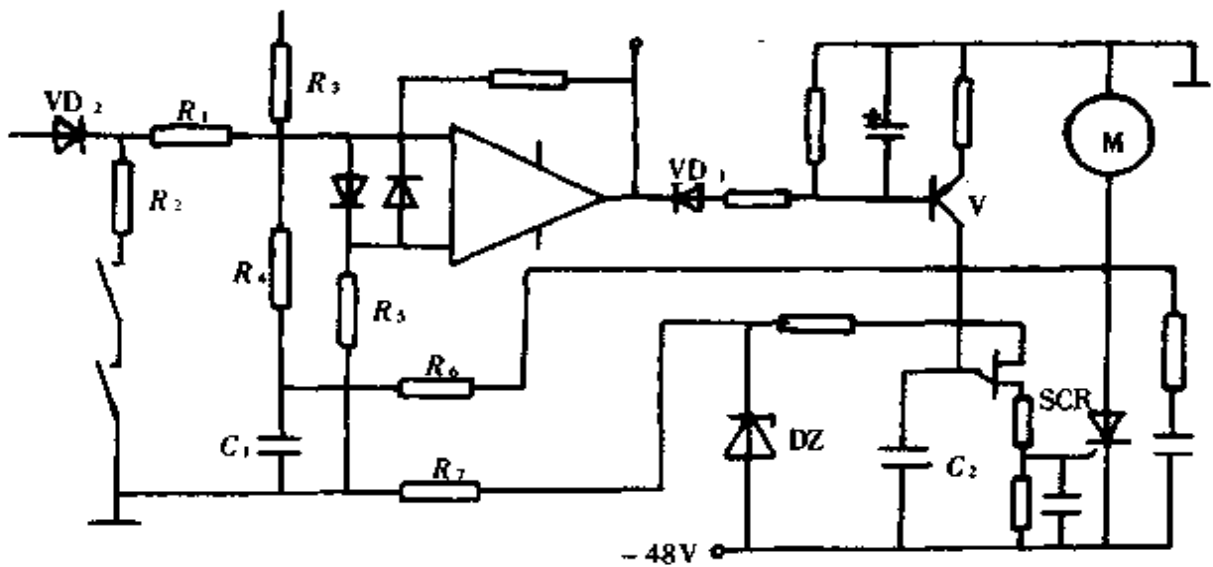 VD₂
R₁
R₃
R₂
R₄
R₅
R₆
R₇
C₁
VD₁
V
M
DZ
C₂
SCR
−48V